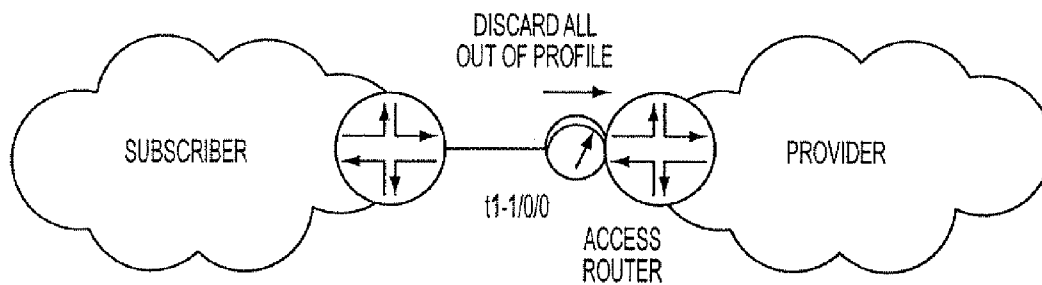 DISCARD ALL
OUT OF PROFILE
SUBSCRIBER
PROVIDER
t1-1/0/0
ACCESS
ROUTER